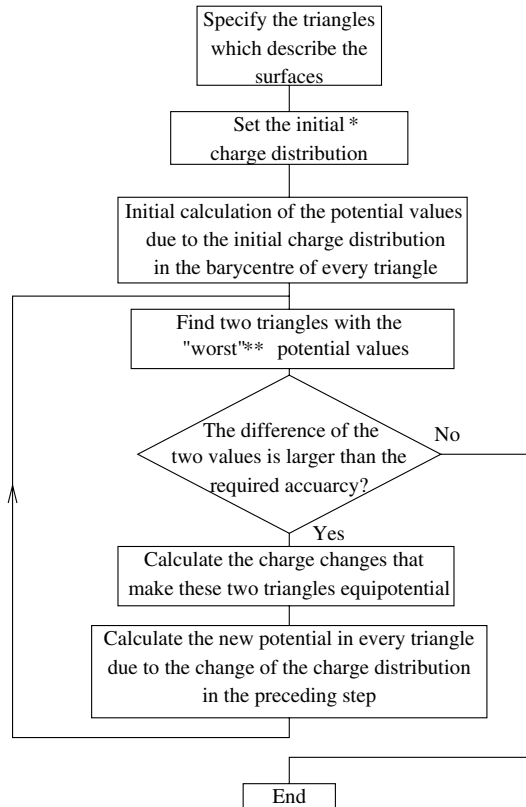 Specify the triangles
which describe the
surfaces
Set the initial *
charge distribution
Initial calculation of the potential values
due to the initial charge distribution
in the barycentre of every triangle
Find two triangles with the
"worst"** potential values
The difference of the
two values is larger than the
required accuarcy?
No
Yes
Calculate the charge changes that
make these two triangles equipotential
Calculate the new potential in every triangle
due to the change of the charge distribution
in the preceding step
End